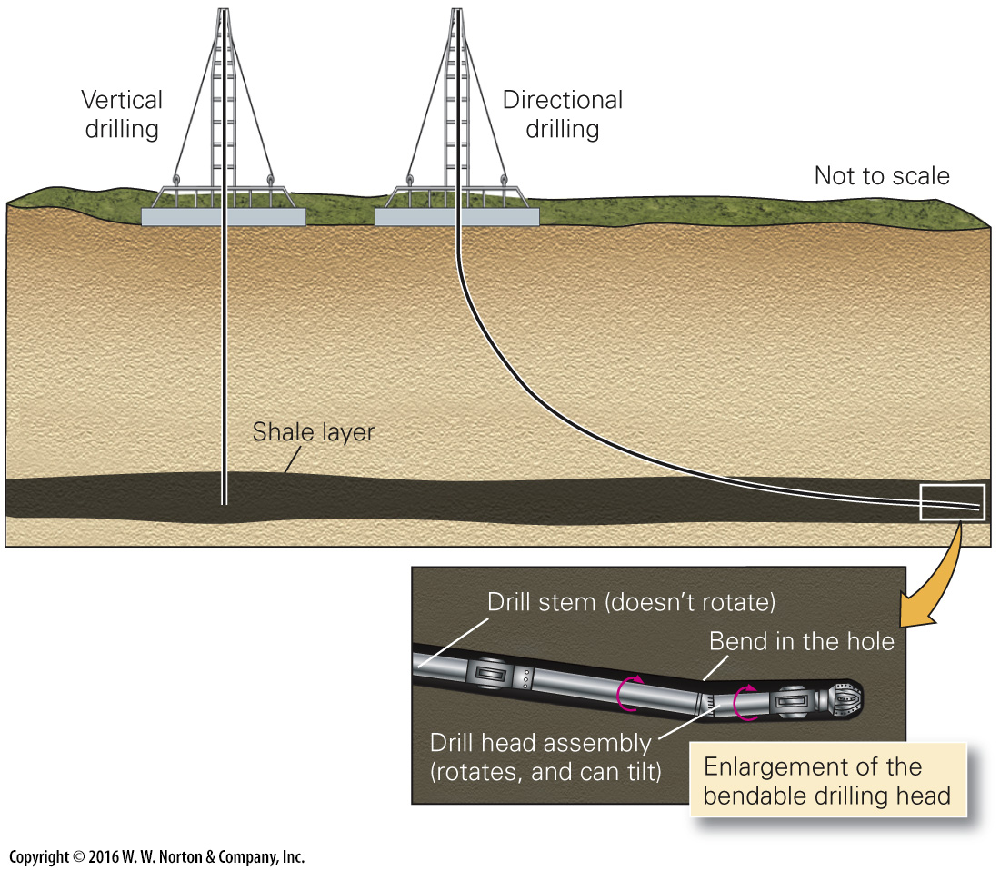 Vertical
drilling
Directional
drilling
Not to scale
Shale layer
Drill stem (doesn’t rotate)
Bend in the hole
Drill head assembly
(rotates, and can tilt)
Enlargement of the
bendable drilling head
Copyright © 2016 W. W. Norton & Company, Inc.